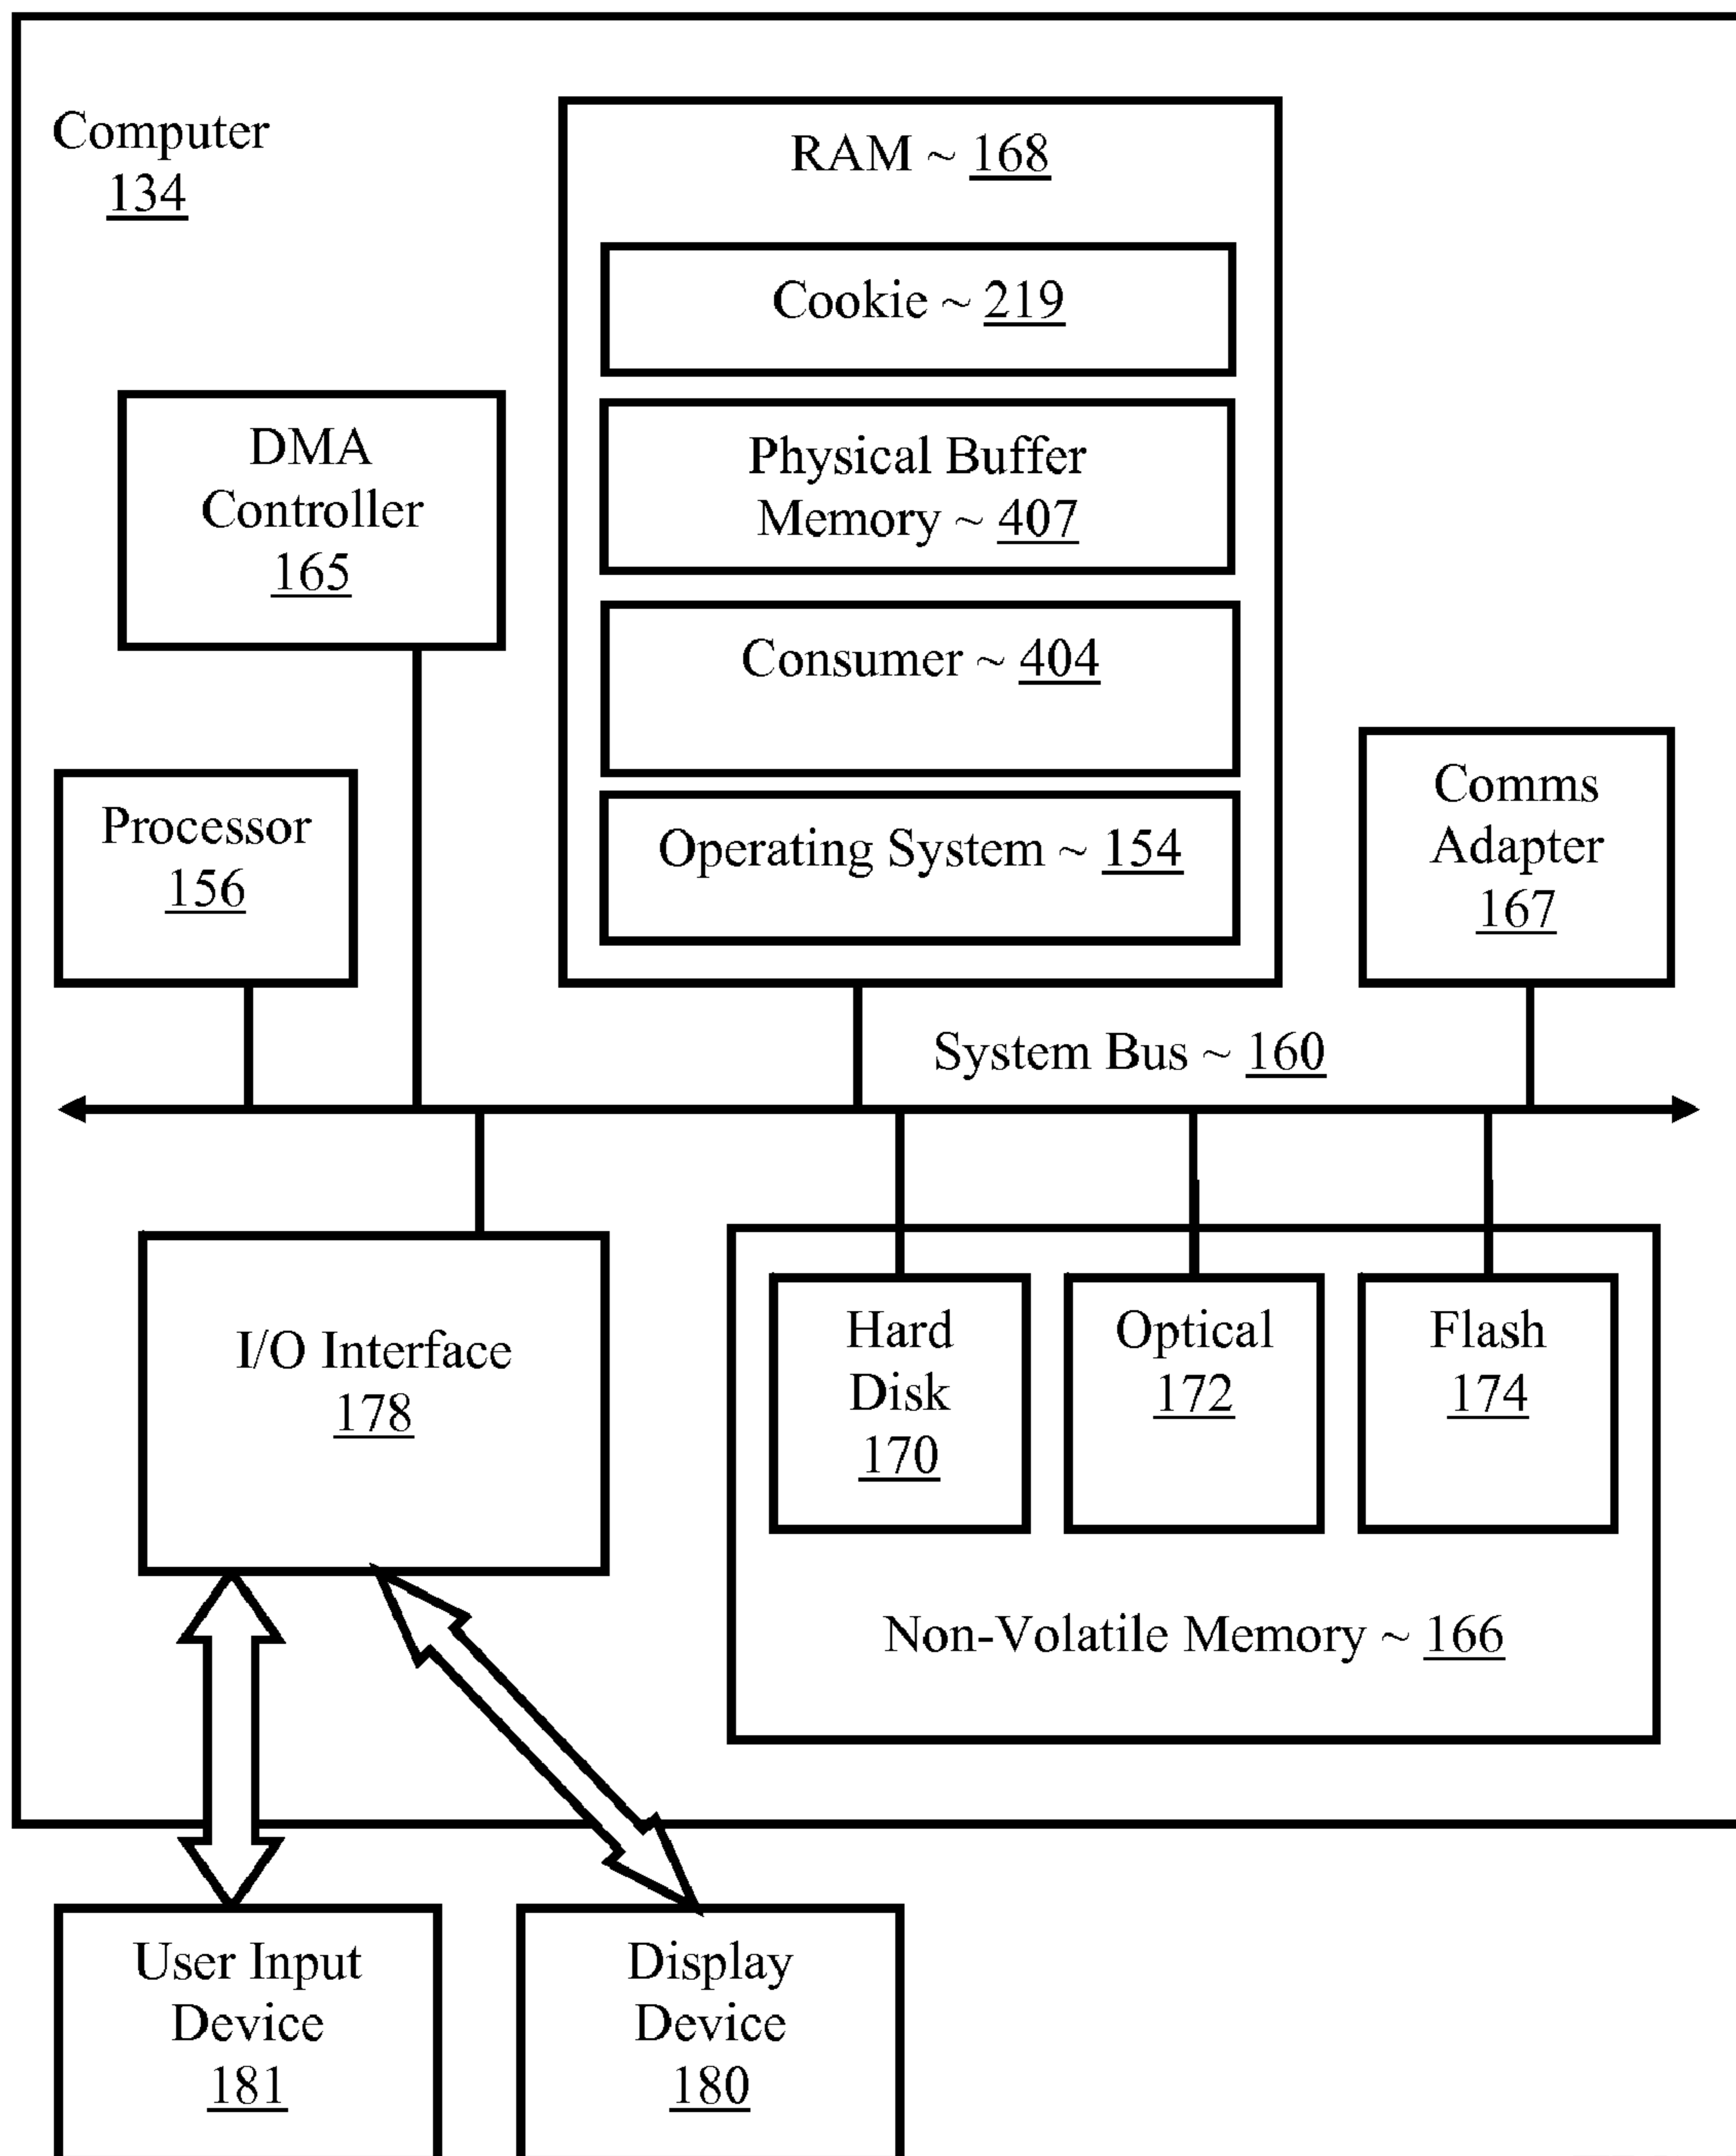 Computer
134
RAM ~ 168
Cookie ~ 219
Physical Buffer
Memory ~ 407
Consumer ~ 404
Operating System ~ 154
DMA
Controller
165
Processor
156
Comms
Adapter
167
System Bus ~ 160
I/O Interface
178
Hard
Disk
170
Optical
172
Flash
174
Non-Volatile Memory ~ 166
User Input
Device
181
Display
Device
180